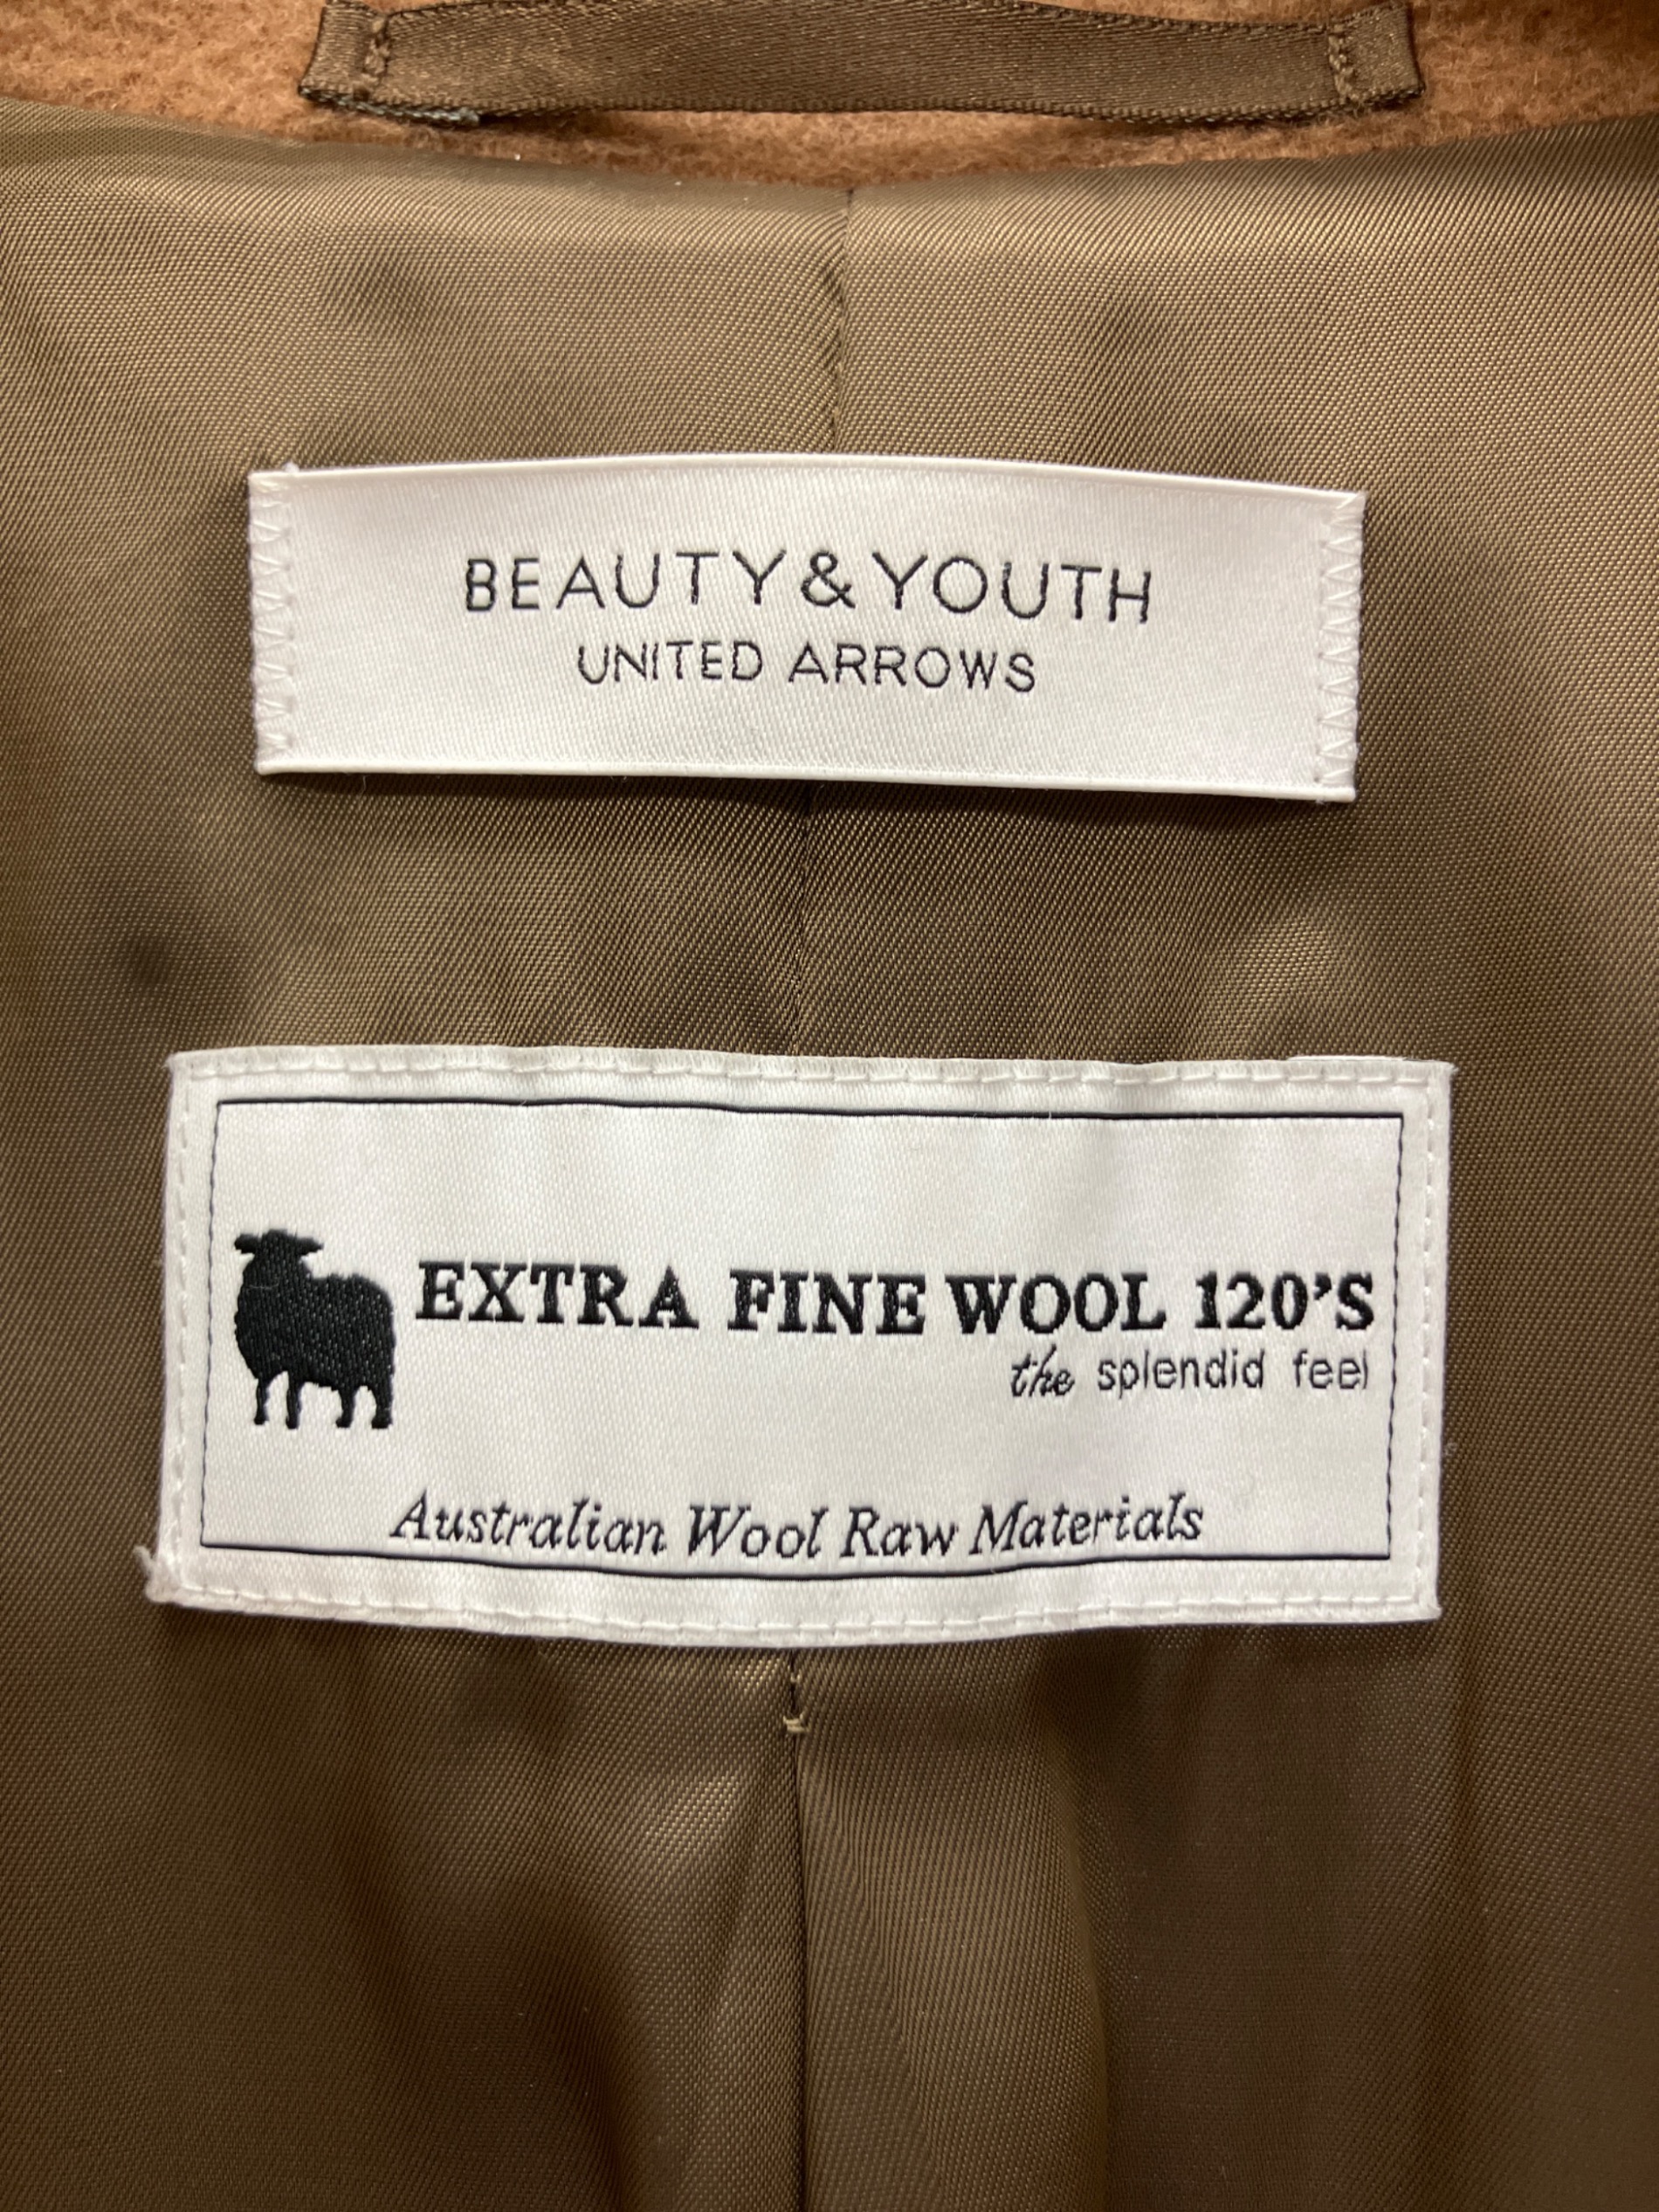 BEAUTY&YOUTH
UNITED ARROWS
EXTRA FINE WOOL 120'S
the splendid feel
Australian Wool Raw Materials